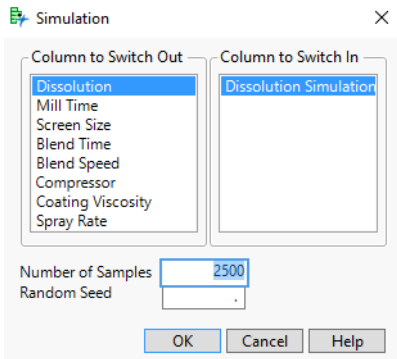 Simulation
Column to Switch Out
Dissolution
Mill Time
Screen Size
Blend Time
Blend Speed
Compressor
Coating Viscosity
Spray Rate
Column to Switch In
Dissolution Simulation
Number of Samples 2500
Random Seed .
OK Cancel Help